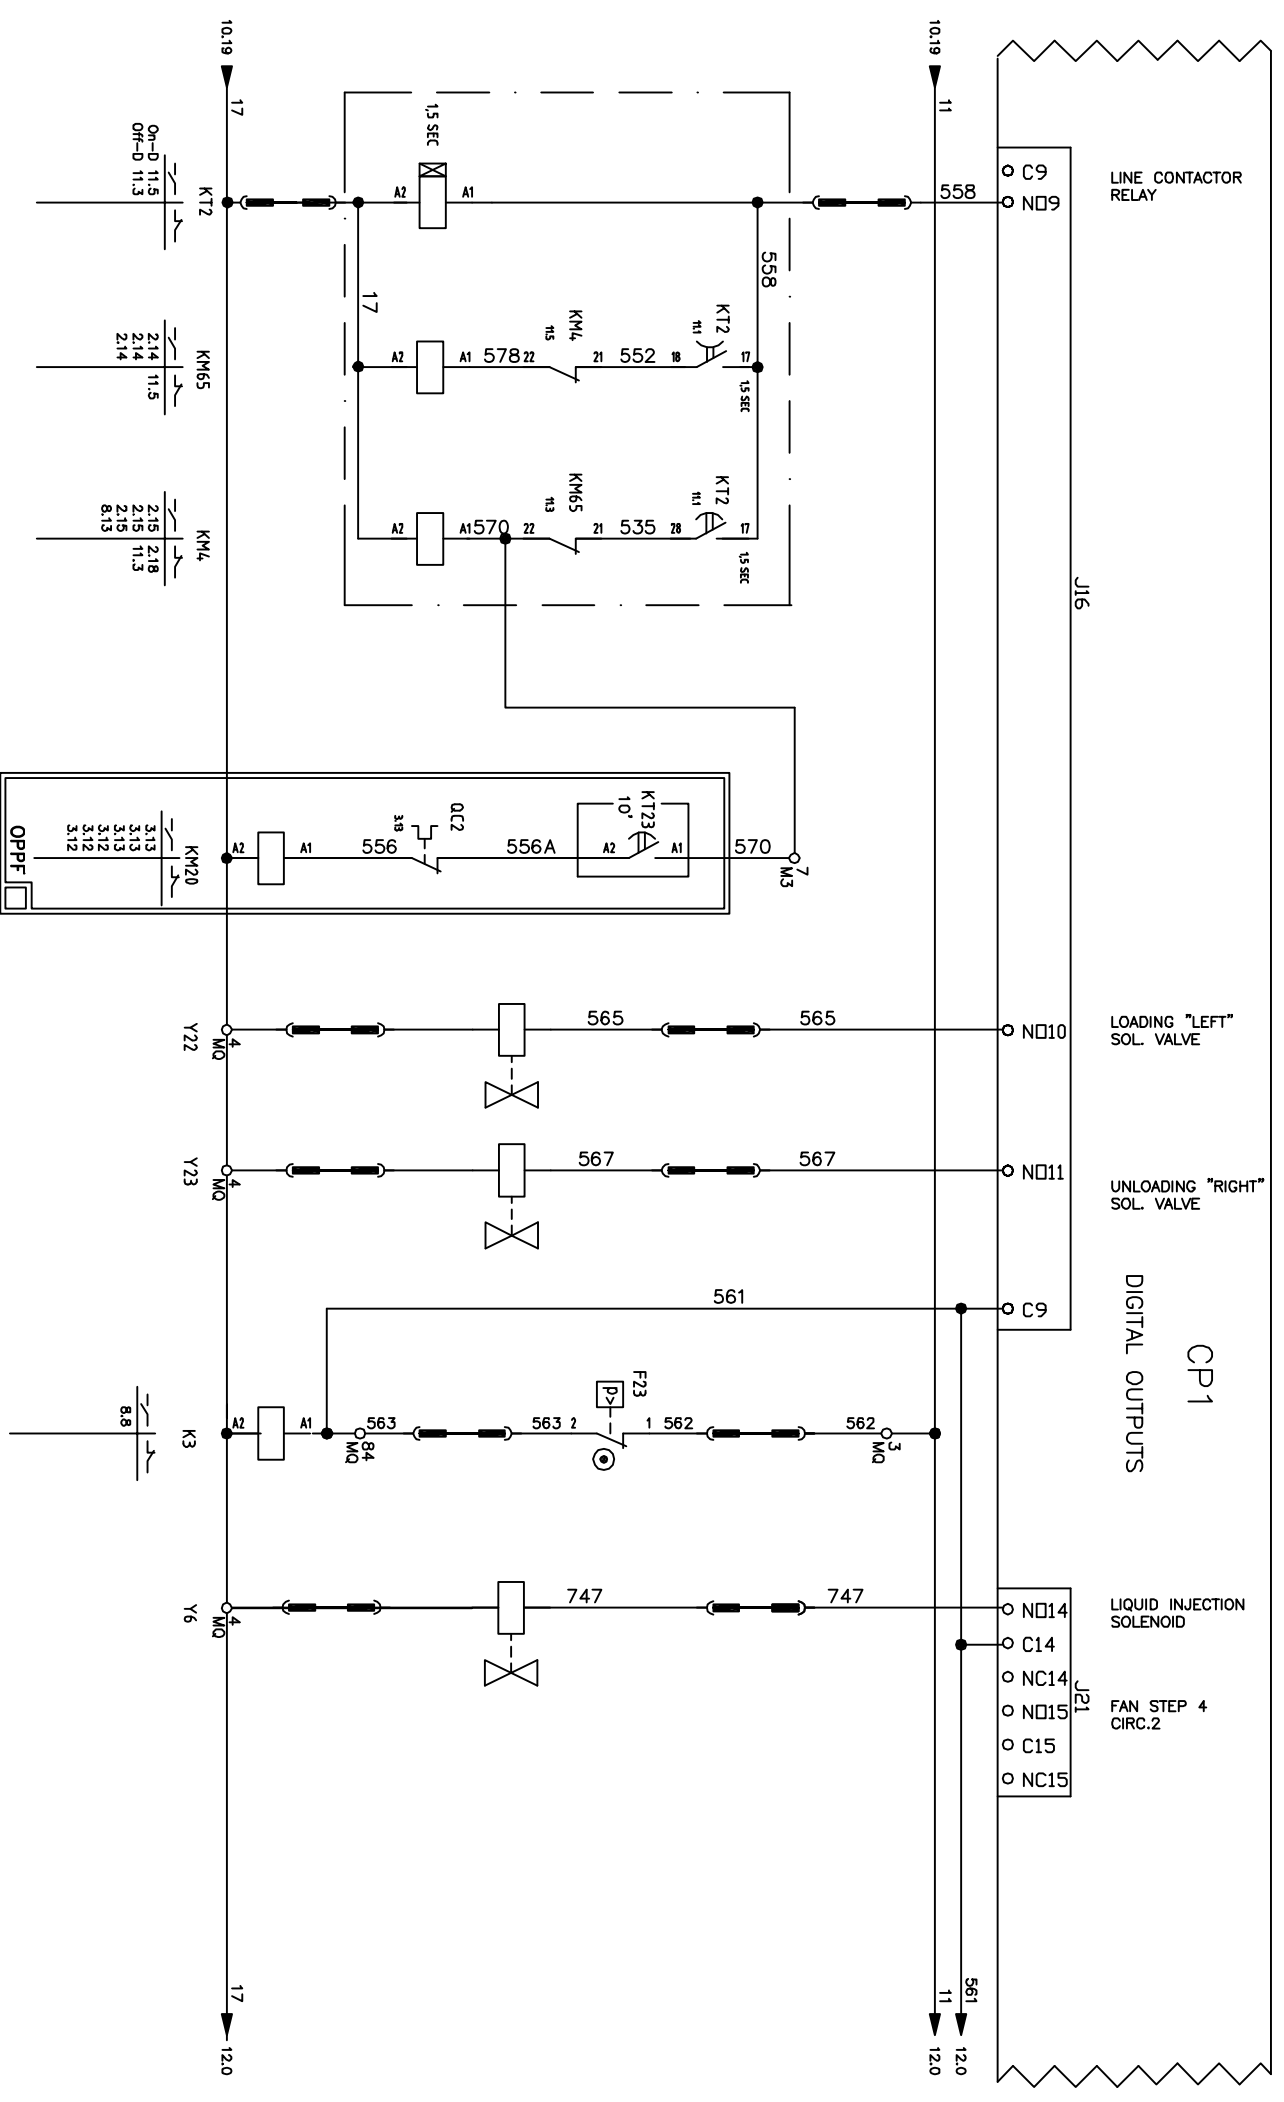 10.19
17
10.19
11
C9
NO9
LINE CONTACTOR
RELAY
558
1,5 SEC
A2
A1
KT2
On-D 11.5
Off-D 11.3
558
17
KT2
11.1
17
1,5 SEC
18
552
21
KM4
11.5
22
578
A1
A2
KM65
2.14
2.14 11.5
2.14
KT2
11.1
17
1,5 SEC
28
535
21
KM65
11.3
22
570
A1
A2
KM4
2.15 2.18
2.15 11.3
2.15
8.13
J16
7
M3
570
A1
A2
KT23
10'
556A
QC2
3.13
556
A1
A2
KM20
3.13
3.13
3.13
3.12
3.12
3.12
OPPF
LOADING "LEFT"
SOL. VALVE
NO10
565
565
4
MQ
Y22
UNLOADING "RIGHT"
SOL. VALVE
NO11
567
567
4
MQ
Y23
C9
561
CP1
DIGITAL OUTPUTS
3
MQ
562
562
1
F23
P>
2
563
563
84
MQ
A1
A2
K3
8.8
LIQUID INJECTION
SOLENOID
NO14
747
747
4
MQ
Y6
C14
NC14
J21
NO15
C15
NC15
FAN STEP 4
CIRC.2
17
12.0
11
12.0
561
12.0